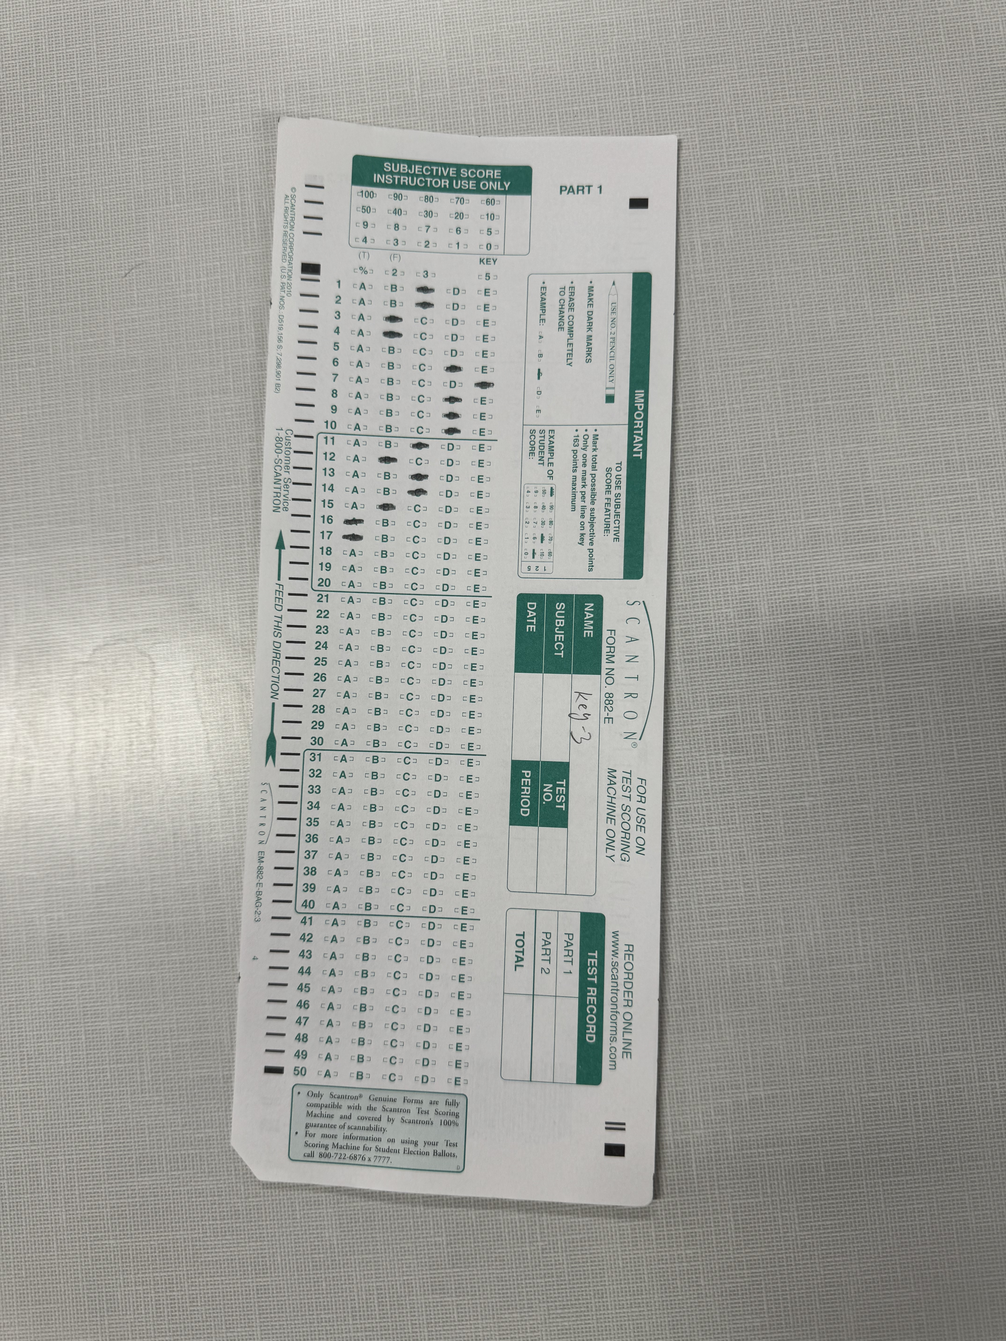 PART 1
SUBJECTIVE SCORE
INSTRUCTOR USE ONLY
100 90 80 70 60
50 40 30 20 10
9 8 7 6 5
4 3 2 1 0
(T) (F) KEY
% 2 3 5
1 A B D E
2 A B D E
3 A C D E
4 A C D E
5 A B C D E
6 A B C E
7 A B C D
8 A B C E
9 A B C E
10 A B C E
11 A B D E
12 A C D E
13 A B D E
14 A B D E
15 A C D E
16 B C D E
17 B C D E
18 A B C D E
19 A B C D E
20 A B C D E
21 A B C D E
22 A B C D E
23 A B C D E
24 A B C D E
25 A B C D E
26 A B C D E
27 A B C D E
28 A B C D E
29 A B C D E
30 A B C D E
31 A B C D E
32 A B C D E
33 A B C D E
34 A B C D E
35 A B C D E
36 A B C D E
37 A B C D E
38 A B C D E
39 A B C D E
40 A B C D E
41 A B C D E
42 A B C D E
43 A B C D E
44 A B C D E
45 A B C D E
46 A B C D E
47 A B C D E
48 A B C D E
49 A B C D E
50 A B C D E
• Only Scantron® Genuine Forms are fully
compatible with the Scantron Test Scoring
Machine and covered by Scantron's 100%
guarantee of scannability.
• For more information on using your Test
Scoring Machine for Student Election Ballots,
call 800-722-6876 x 7777.
© SCANTRON CORPORATION 2010
ALL RIGHTS RESERVED.
Customer Service
1-800-SCANTRON
FEED THIS DIRECTION
SCANTRON EM-882-E-BAG-2:3
4
IMPORTANT
USE NO. 2 PENCIL ONLY
• MAKE DARK MARKS
• ERASE COMPLETELY
TO CHANGE
• EXAMPLE: A B D E
TO USE SUBJECTIVE
SCORE FEATURE:
• Mark total possible subjective points
• Only one mark per line on key
• 163 points maximum
EXAMPLE OF
STUDENT
SCORE:
SCANTRON®
FORM NO. 882-E
FOR USE ON
TEST SCORING
MACHINE ONLY
NAME key-3
SUBJECT
TEST
NO.
DATE
PERIOD
REORDER ONLINE
www.scantronforms.com
TEST RECORD
PART 1
PART 2
TOTAL